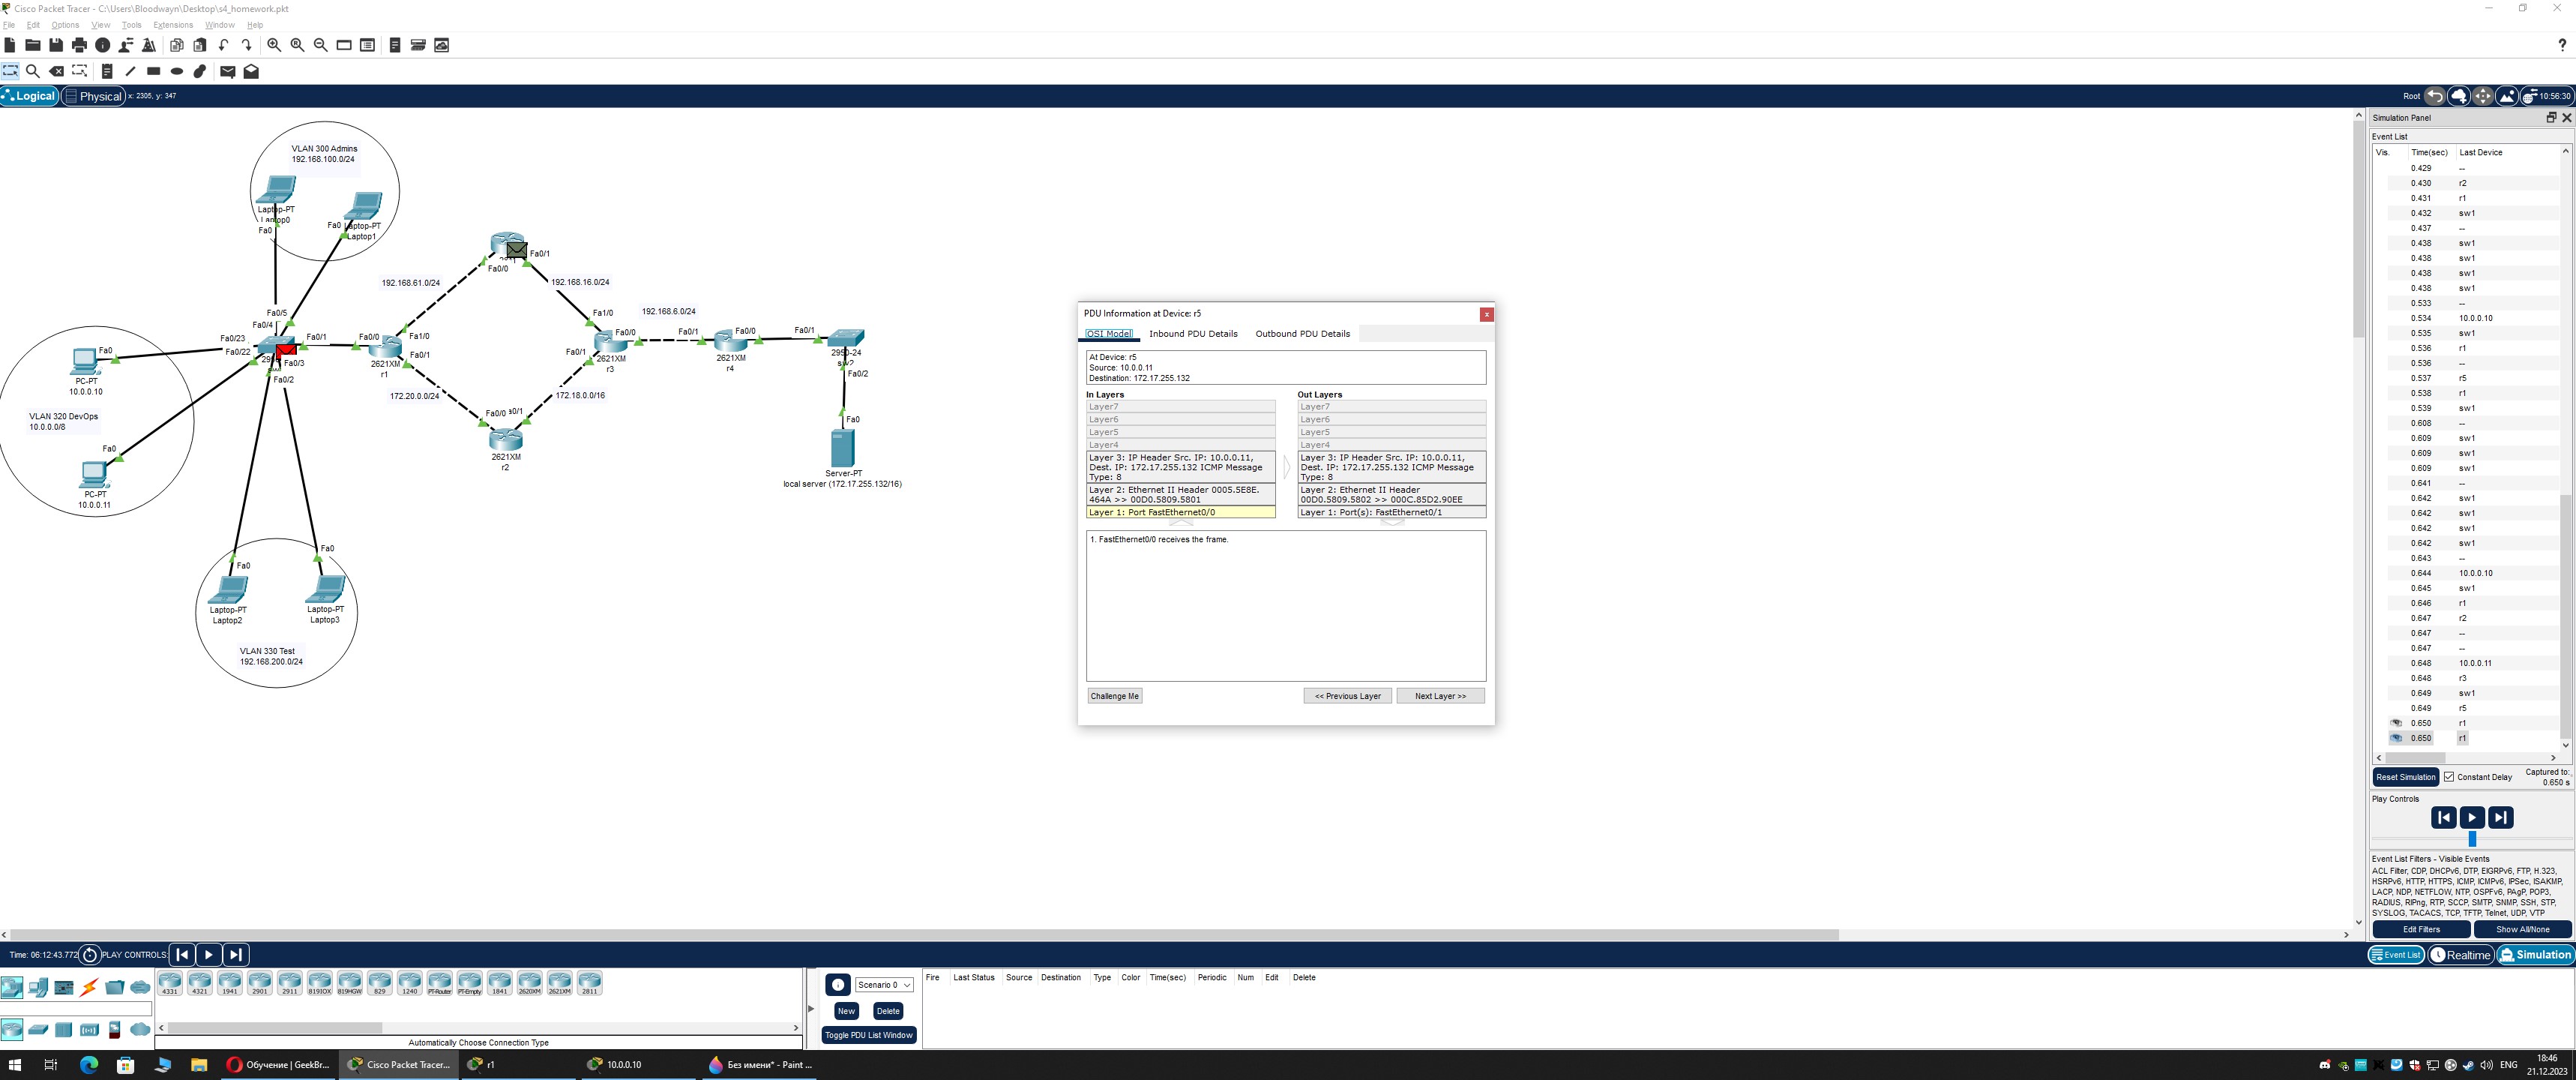 Cisco Packet Tracer - C:\Users\Bloodwayn\Desktop\s4_homework.pkt
File Edit Options View Tools Extensions Window Help
Logical Physical x: 2305, y: 347
Root 10:56:30
VLAN 300 Admins
192.168.100.0/24
Laptop-PT
Laptop0
Fa0
Fa0 Laptop-PT
Laptop1
Fa0/5
Fa0/4
Fa0/23
Fa0/22
Fa0/1
Fa0/3
Fa0/2
Fa0
PC-PT
10.0.0.10
VLAN 320 DevOps
10.0.0.0/8
Fa0
PC-PT
10.0.0.11
Fa0
Fa0
Laptop-PT
Laptop2
Laptop-PT
Laptop3
VLAN 330 Test
192.168.200.0/24
Fa0/0
Fa1/0
Fa0/1
2621XM
r1
192.168.61.0/24
172.20.0.0/24
Fa0/0
Fa0/1
192.168.16.0/24
Fa0/0
2621XM
r2
172.18.0.0/16
Fa1/0
Fa0/0
Fa0/1
2621XM
r3
192.168.6.0/24
Fa0/1
Fa0/0
2621XM
r4
Fa0/1
2950-24
sw2
Fa0/2
Fa0
Server-PT
local server (172.17.255.132/16)
PDU Information at Device: r5
OSI Model Inbound PDU Details Outbound PDU Details
At Device: r5
Source: 10.0.0.11
Destination: 172.17.255.132
In Layers
Layer7
Layer6
Layer5
Layer4
Layer 3: IP Header Src. IP: 10.0.0.11,
Dest. IP: 172.17.255.132 ICMP Message
Type: 8
Layer 2: Ethernet II Header 0005.5E8E.
464A >> 00D0.5809.5801
Layer 1: Port FastEthernet0/0
Out Layers
Layer7
Layer6
Layer5
Layer4
Layer 3: IP Header Src. IP: 10.0.0.11,
Dest. IP: 172.17.255.132 ICMP Message
Type: 8
Layer 2: Ethernet II Header
00D0.5809.5802 >> 000C.85D2.90EE
Layer 1: Port(s): FastEthernet0/1
1. FastEthernet0/0 receives the frame.
Challenge Me << Previous Layer Next Layer >>
Simulation Panel
Event List
Vis. Time(sec) Last Device
0.429 --
0.430 r2
0.431 r1
0.432 sw1
0.437 --
0.438 sw1
0.438 sw1
0.438 sw1
0.438 sw1
0.533 --
0.534 10.0.0.10
0.535 sw1
0.536 r1
0.536 --
0.537 r5
0.538 r1
0.539 sw1
0.608 --
0.609 sw1
0.609 sw1
0.609 sw1
0.641 --
0.642 sw1
0.642 sw1
0.642 sw1
0.642 sw1
0.643 --
0.644 10.0.0.10
0.645 sw1
0.646 r1
0.647 r2
0.647 --
0.647 --
0.648 10.0.0.11
0.648 r3
0.649 sw1
0.649 r5
0.650 r1
0.650 r1
Reset Simulation Constant Delay Captured to:
0.650 s
Play Controls
Event List Filters - Visible Events
ACL Filter, CDP, DHCPv6, DTP, EIGRPv6, FTP, H.323,
HSRPv6, HTTP, HTTPS, ICMP, ICMPv6, IPSec, ISAKMP,
LACP, NDP, NETFLOW, NTP, OSPFv6, PAgP, POP3,
RADIUS, RIPng, RTP, SCCP, SMTP, SNMP, SSH, STP,
SYSLOG, TACACS, TCP, TFTP, Telnet, UDP, VTP
Edit Filters Show All/None
Time: 06:12:43.772 PLAY CONTROLS:
Event List Realtime Simulation
4331 4321 1941 2901 2911 819IOX 819HGW 829 1240 PT-Router PT-Empty 1841 2620XM 2621XM 2811
Automatically Choose Connection Type
Scenario 0
New Delete
Toggle PDU List Window
Fire Last Status Source Destination Type Color Time(sec) Periodic Num Edit Delete
Обучение | GeekBr...
Cisco Packet Tracer...
r1
10.0.0.10
Без имени* - Paint ...
ENG
18:46
21.12.2023